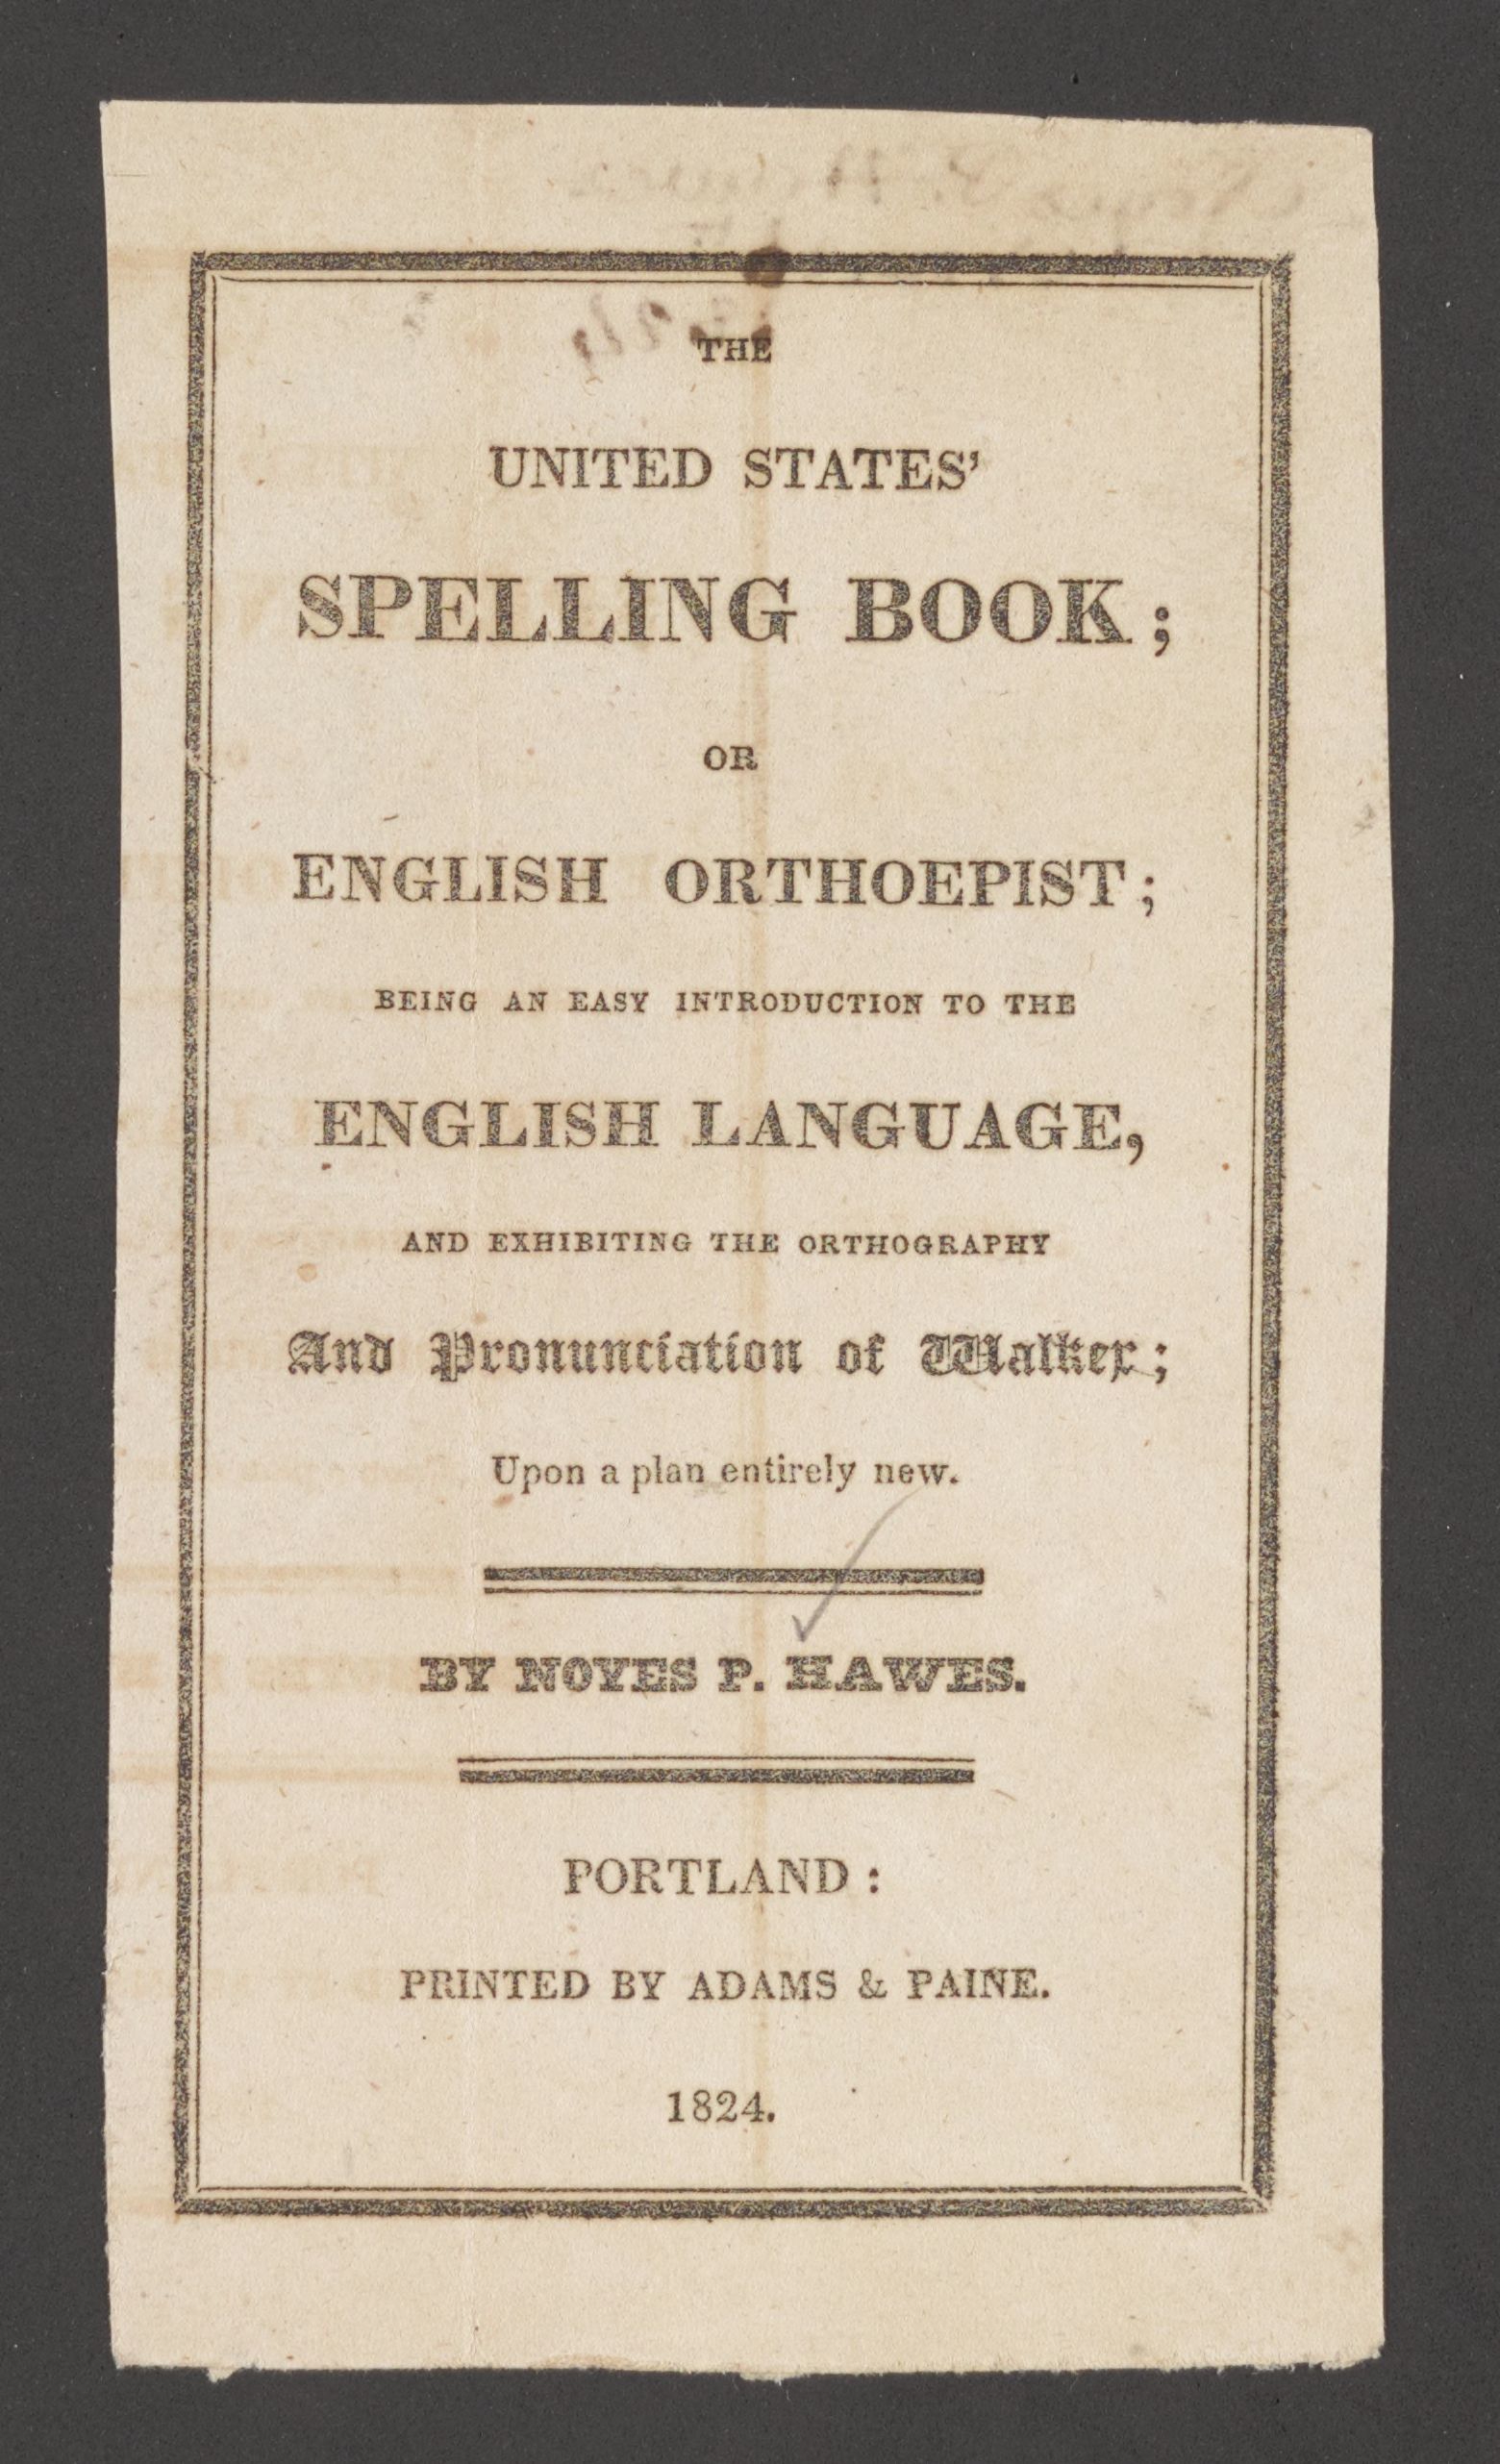 THE
UNITED STATES'
SPELLING BOOK;
OR
ENGLISH ORTHOEPIST;
BEING AN EASY INTRODUCTION TO THE
ENGLISH LANGUAGE,
AND EXHIBITING THE ORTHOGRAPHY
And Pronunciation of Walker;
Upon a plan entirely new.
BY NOYES P. HAWES.
PORTLAND:
PRINTED BY ADAMS & PAINE.
1824.